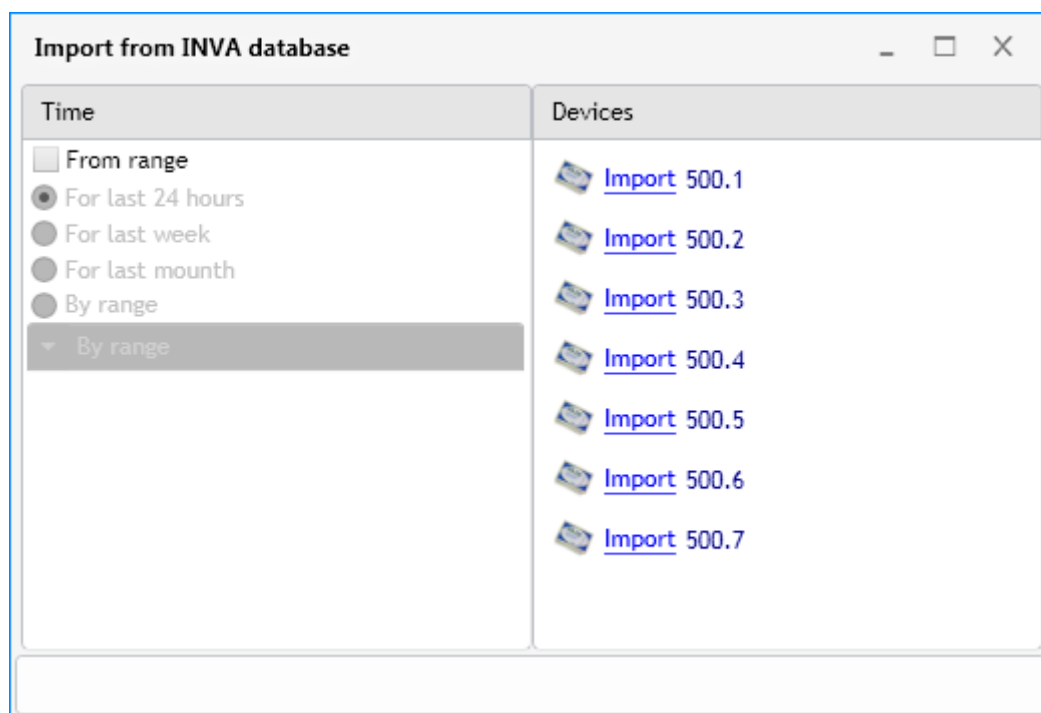 Import from INVA database
Time
From range
For last 24 hours
For last week
For last mounth
By range
By range
Devices
Import 500.1
Import 500.2
Import 500.3
Import 500.4
Import 500.5
Import 500.6
Import 500.7